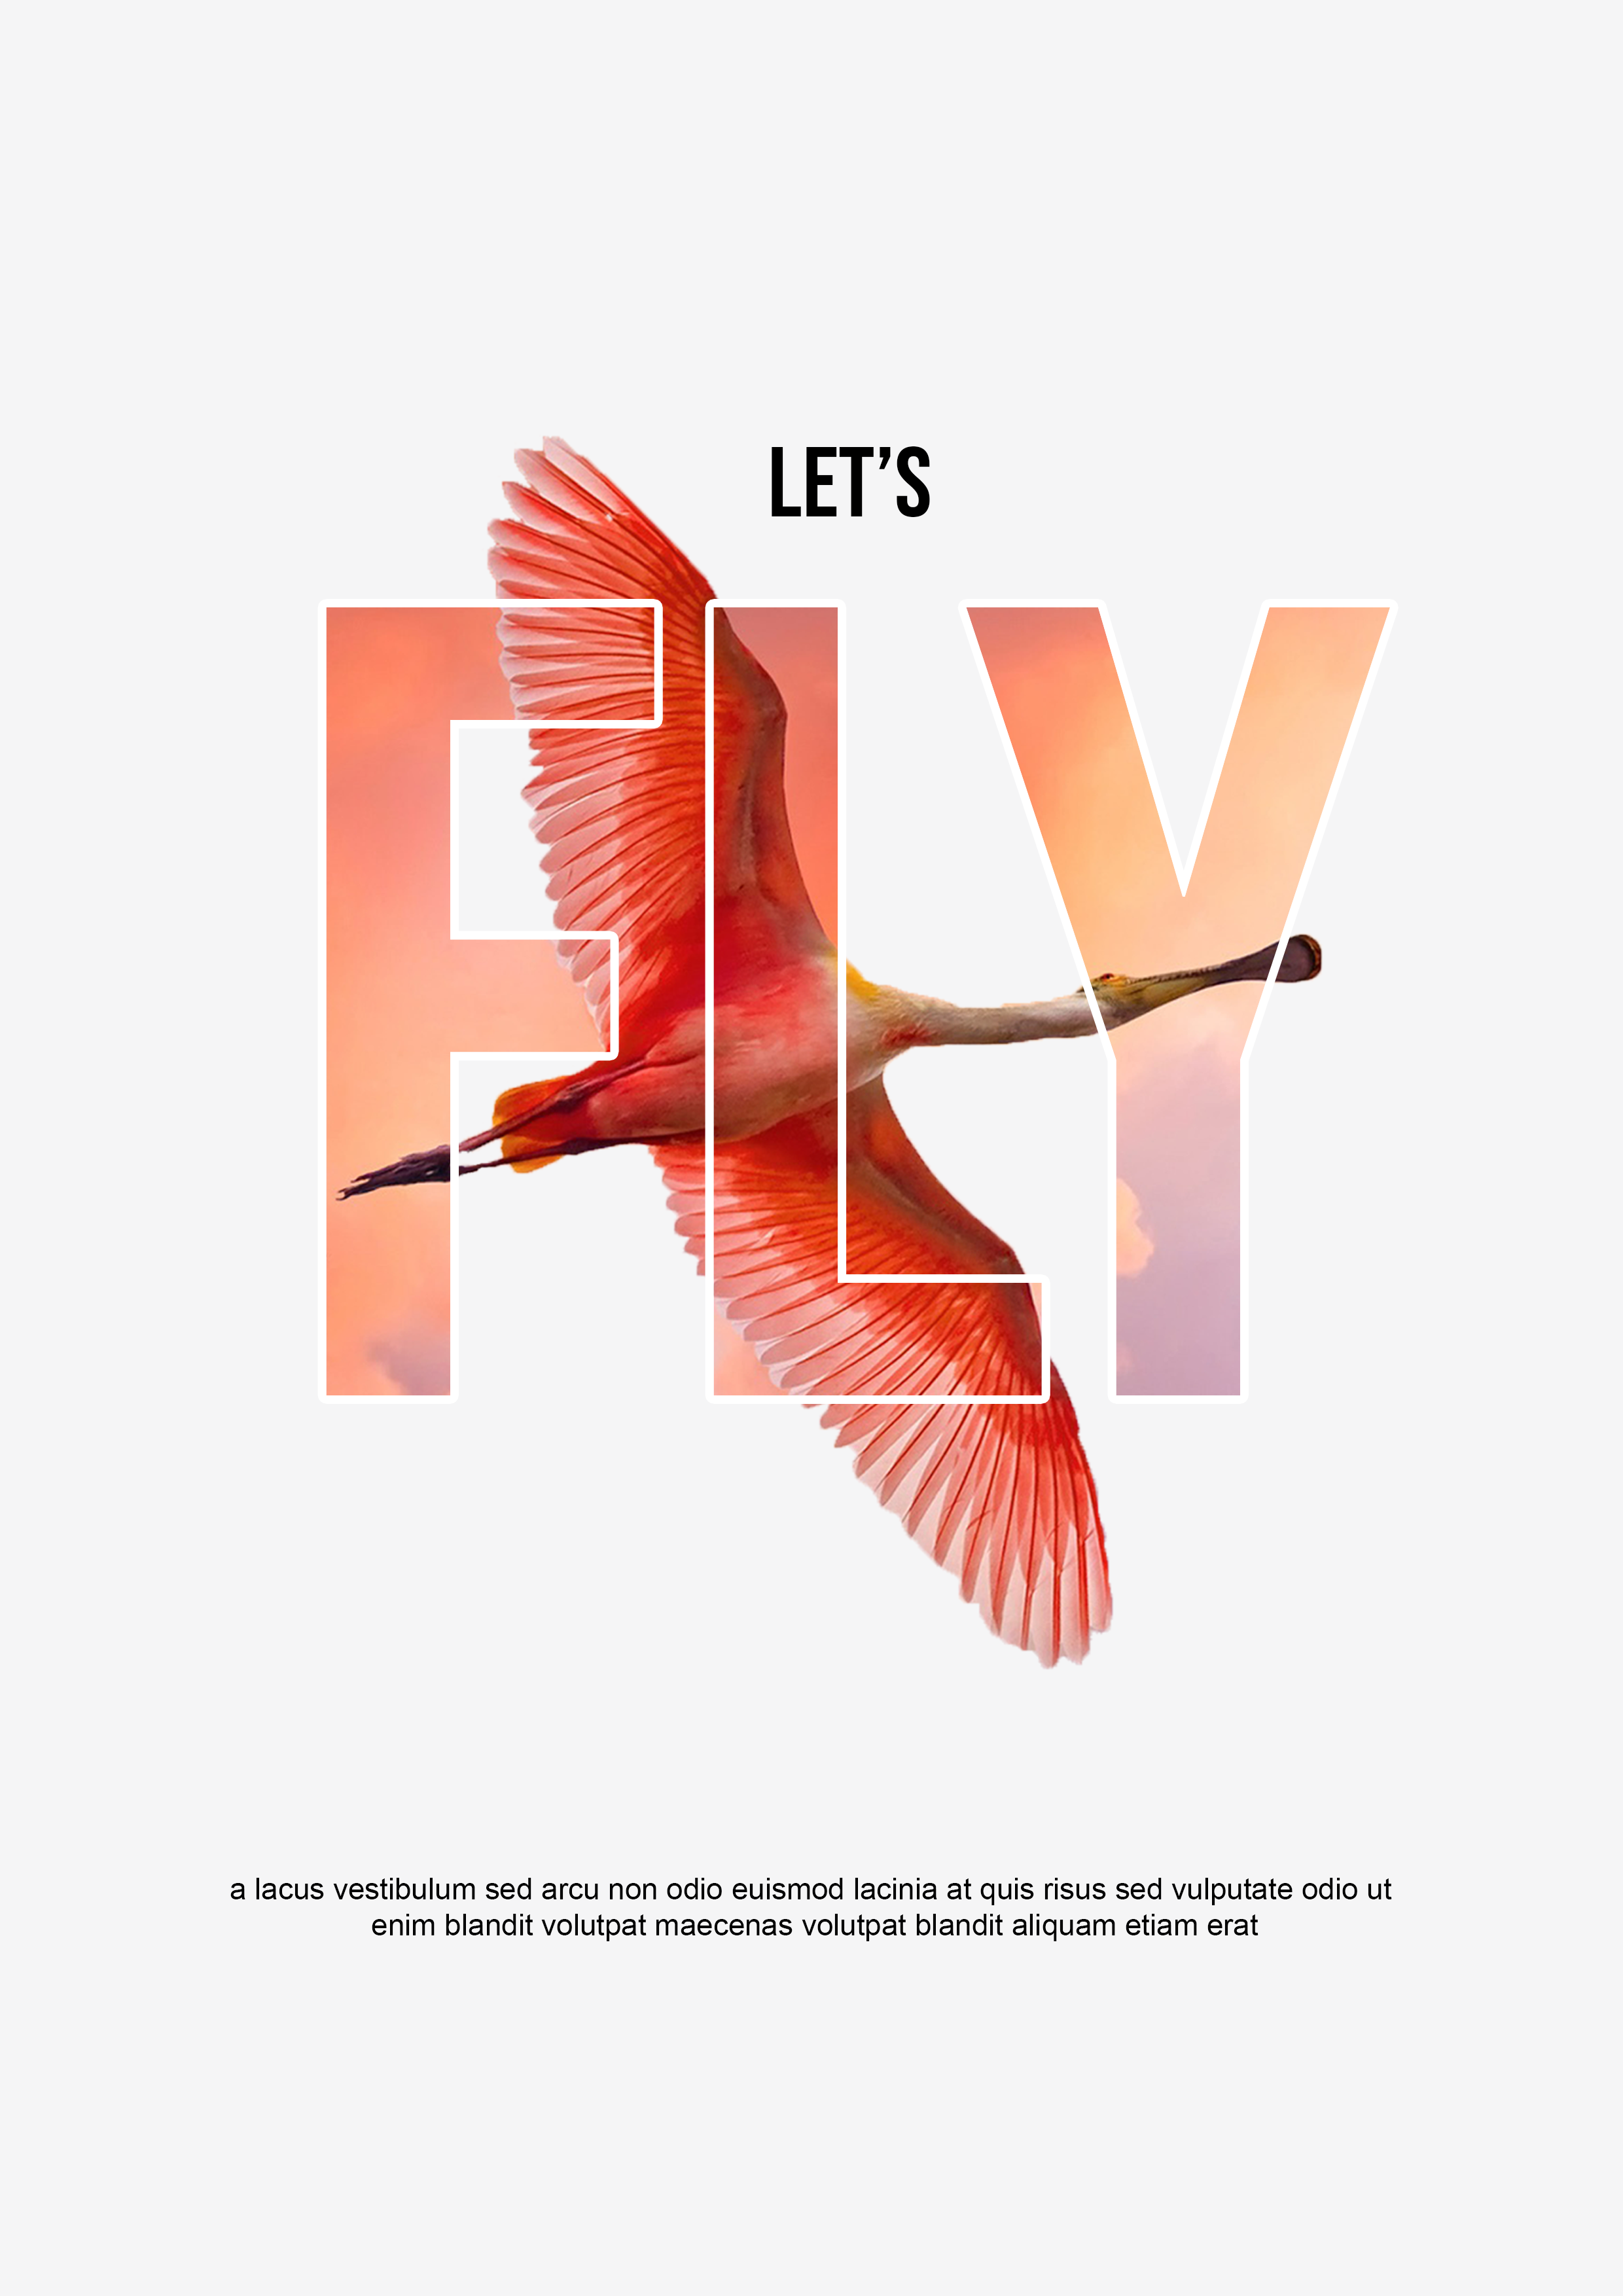 LET’S
FLY
a lacus vestibulum sed arcu non odio euismod lacinia at quis risus sed vulputate odio ut
enim blandit volutpat maecenas volutpat blandit aliquam etiam erat